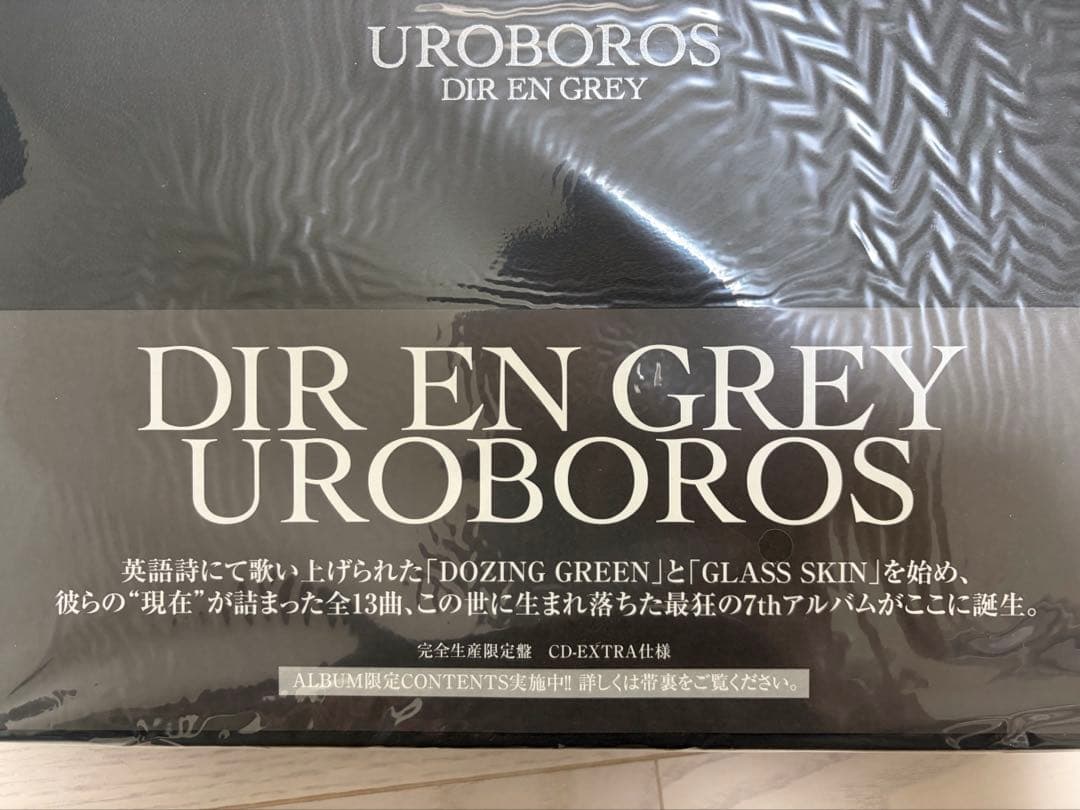 UROBOROS
DIR EN GREY
DIR EN GREY
UROBOROS
英語詩にて歌い上げられた「DOZING GREEN」と「GLASS SKIN」を始め、
彼らの“現在”が詰まった全13曲、この世に生まれ落ちた最狂の7thアルバムがここに誕生。
完全生産限定盤　CD-EXTRA仕様
ALBUM限定CONTENTS実施中!! 詳しくは帯裏をご覧ください。